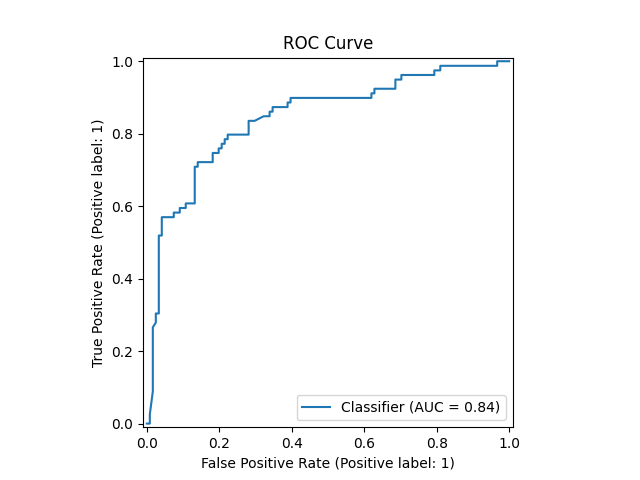 ROC Curve
True Positive Rate (Positive label: 1)
1.0
0.8
0.6
0.4
0.2
0.0
Classifier (AUC = 0.84)
0.0 0.2 0.4 0.6 0.8 1.0
False Positive Rate (Positive label: 1)